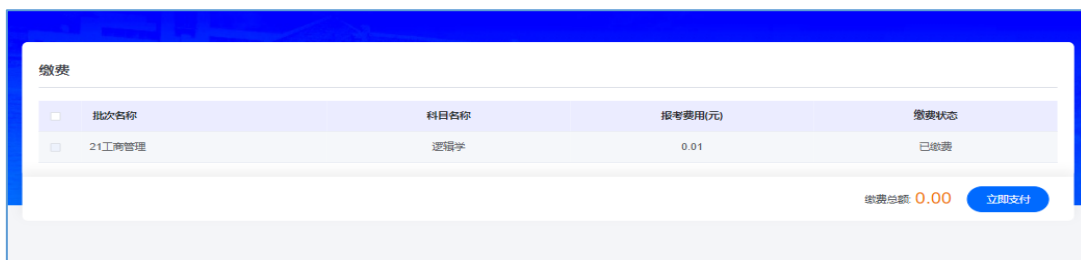 缴费
批次名称 科目名称 报考费用(元) 缴费状态
21工商管理 逻辑学 0.01 已缴费
缴费总额: 0.00 立即支付